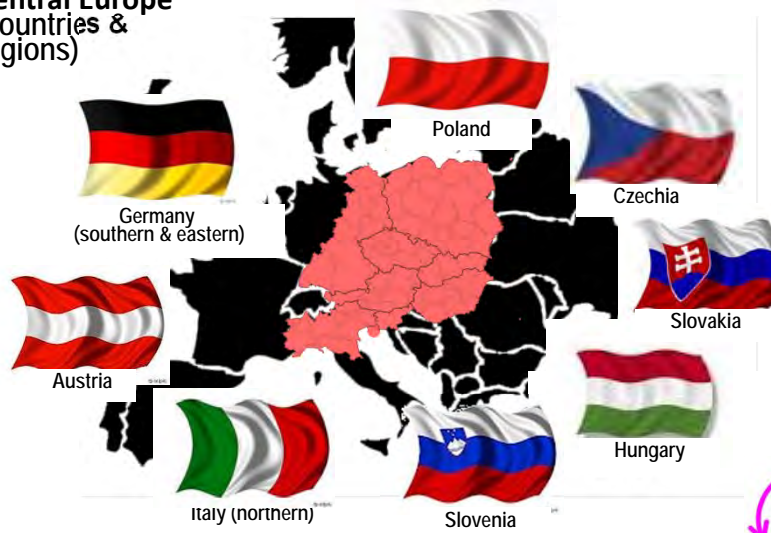 entral Europe
ountries &
gions)
Poland
Czechia
Germany
(southern & eastern)
Slovakia
Austria
Hungary
Italy (northern)
Slovenia